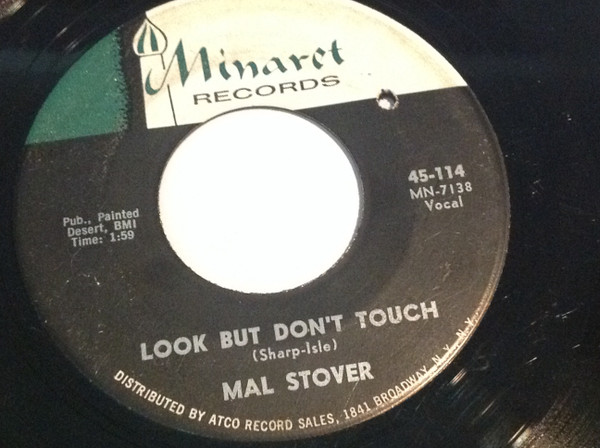 Minaret
RECORDS
45-114
MN-7138
Vocal
Pub., Painted
Desert, BMI
Time: 1:59
LOOK BUT DON'T TOUCH
(Sharp-Isle)
MAL STOVER
DISTRIBUTED BY ATCO RECORD SALES, 1841 BROADWAY, N. Y., N. Y.